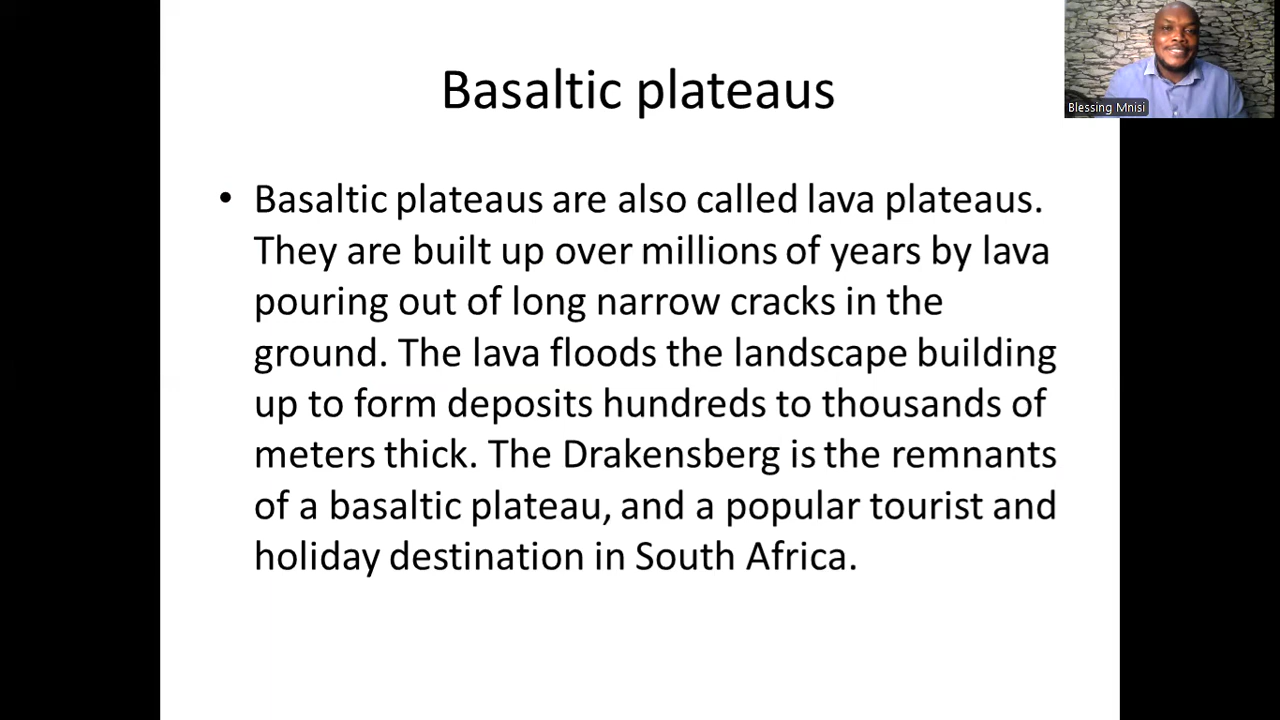 Basaltic plateaus
Blessing Mnisi
• Basaltic plateaus are also called lava plateaus.
They are built up over millions of years by lava
pouring out of long narrow cracks in the
ground. The lava floods the landscape building
up to form deposits hundreds to thousands of
meters thick. The Drakensberg is the remnants
of a basaltic plateau, and a popular tourist and
holiday destination in South Africa.